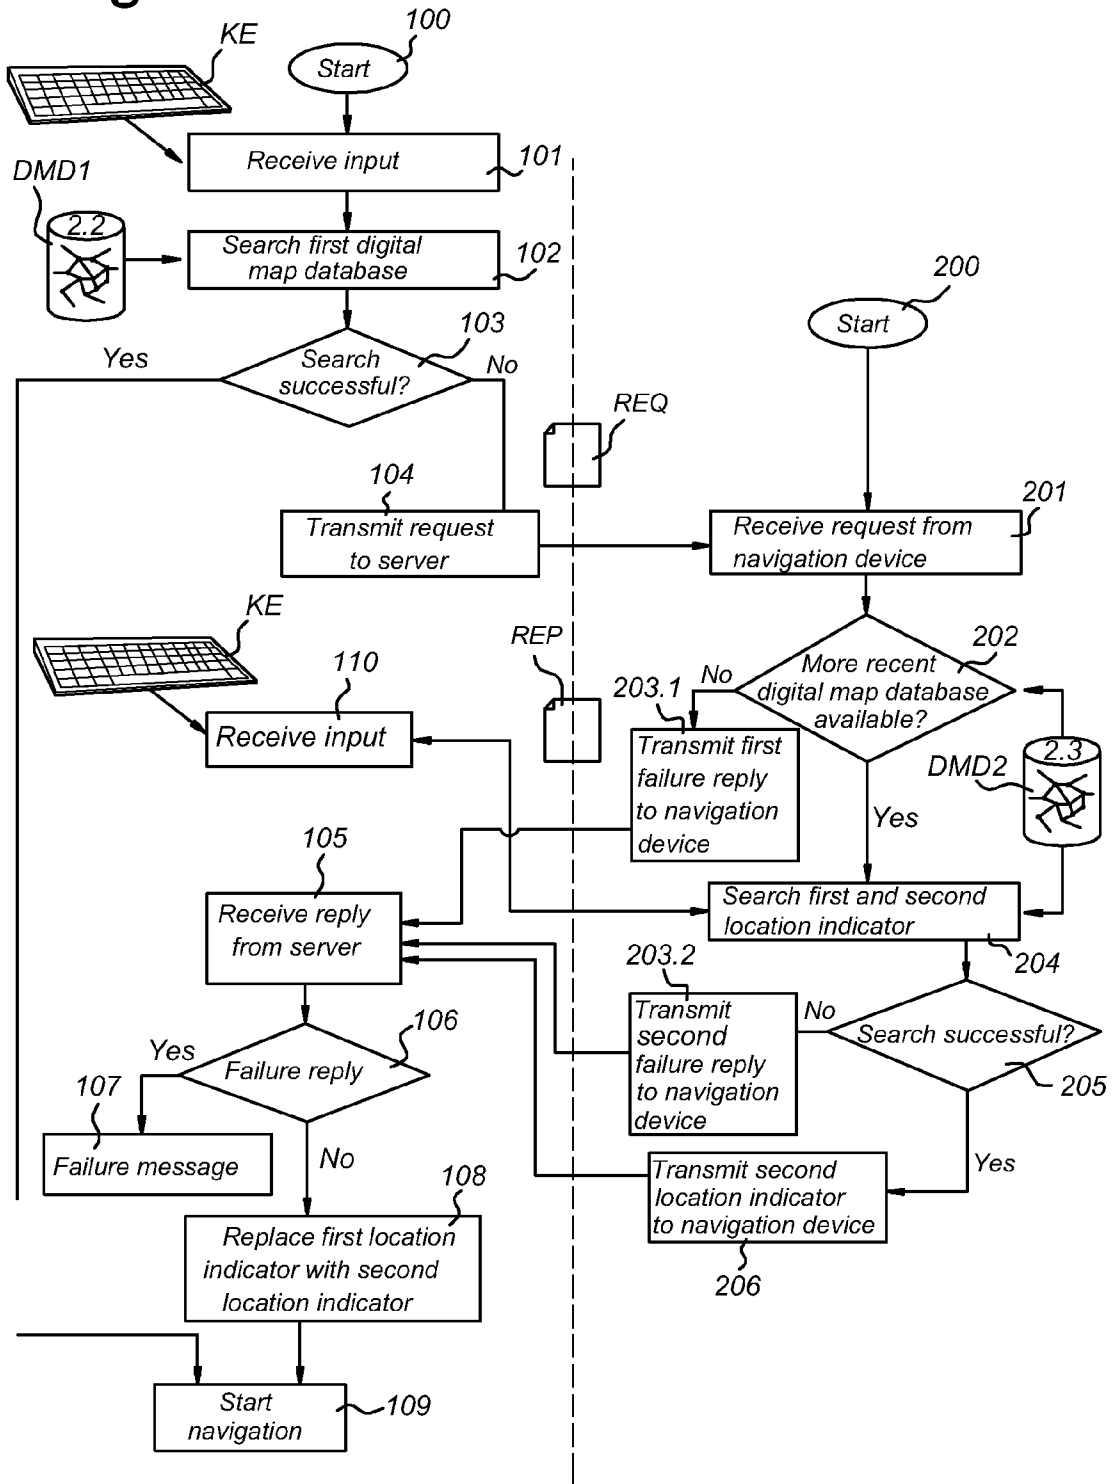 KE
100
Start
Receive input
101
DMD1
2.2
Search first digital
map database
102
103
Yes
Search
successful?
No
200
Start
REQ
104
Transmit request
to server
201
Receive request from
navigation device
KE
110
Receive input
REP
202
More recent
digital map database
available?
No
203.1
Transmit first
failure reply
to navigation
device
DMD2
2.3
Yes
105
Receive reply
from server
Search first and second
location indicator
204
203.2
Transmit
second
failure reply
to navigation
device
No
Search successful?
205
106
Yes
Failure reply
107
Failure message
No
Yes
Transmit second
location indicator
to navigation device
206
108
Replace first location
indicator with second
location indicator
Start
navigation
109